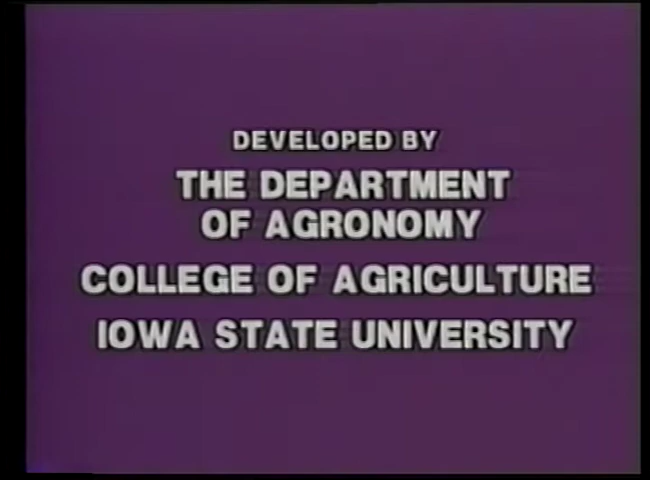 DEVELOPED BY
THE DEPARTMENT
OF AGRONOMY
COLLEGE OF AGRICULTURE
IOWA STATE UNIVERSITY